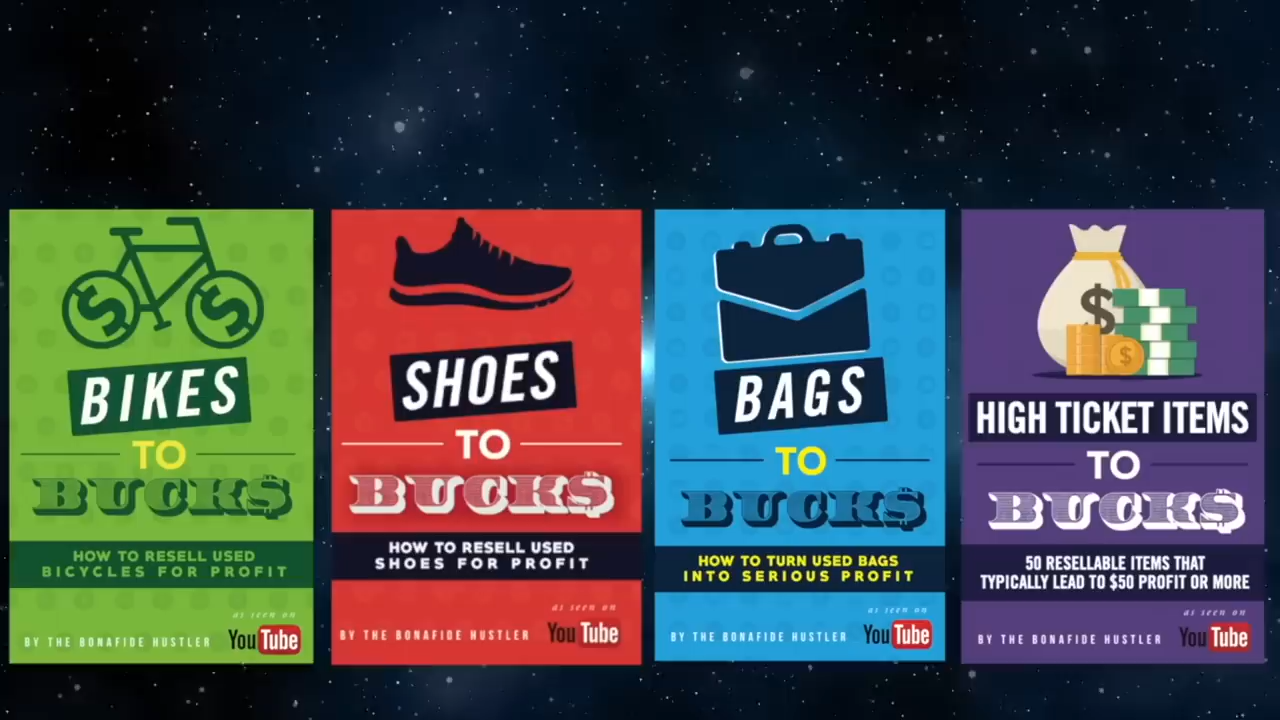 BIKES
TO
BUCK$
HOW TO RESELL USED
BICYCLES FOR PROFIT
as seen on
BY THE BONAFIDE HUSTLER
YouTube
SHOES
TO
BUCK$
HOW TO RESELL USED
SHOES FOR PROFIT
as seen on
BY THE BONAFIDE HUSTLER
YouTube
BAGS
TO
BUCK$
HOW TO TURN USED BAGS
INTO SERIOUS PROFIT
as seen on
BY THE BONAFIDE HUSTLER
YouTube
$
$
HIGH TICKET ITEMS
TO
BUCK$
50 RESELLABLE ITEMS THAT
TYPICALLY LEAD TO $50 PROFIT OR MORE
as seen on
BY THE BONAFIDE HUSTLER
YouTube